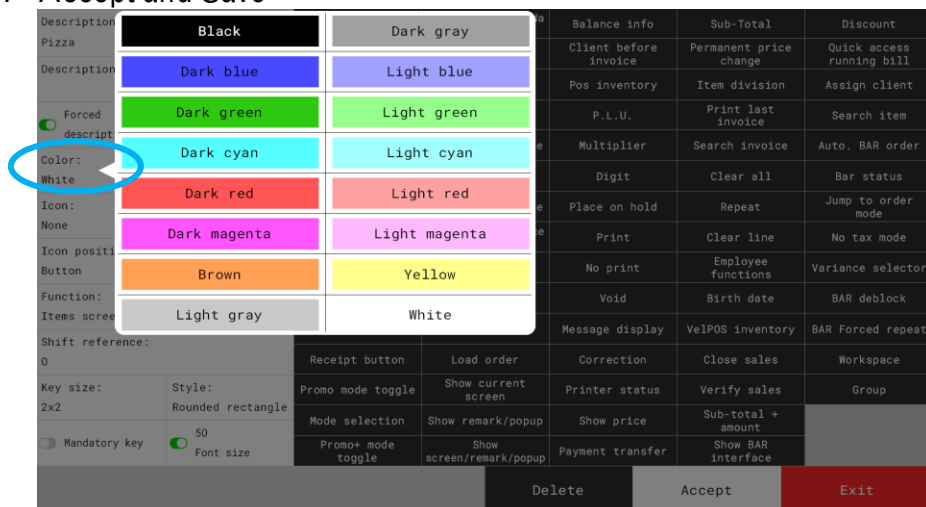 Accept and Save
Description
Pizza
Description
Forced
descript
Color:
White
Icon:
None
Icon positi
Button
Function:
Items scree
Shift reference:
0
Key size:
2x2
Style:
Rounded rectangle
Mandatory key
50
Font size
Black
Dark gray
Dark blue
Light blue
Dark green
Light green
Dark cyan
Light cyan
Dark red
Light red
Dark magenta
Light magenta
Brown
Yellow
Light gray
White
Balance info
Sub-Total
Discount
Client before
invoice
Permanent price
change
Quick access
running bill
Pos inventory
Item division
Assign client
P.L.U.
Print last
invoice
Search item
Multiplier
Search invoice
Auto. BAR order
Digit
Clear all
Bar status
Place on hold
Repeat
Jump to order
mode
Print
Clear line
No tax mode
No print
Employee
functions
Variance selector
Void
Birth date
BAR deblock
Message display
VelPOS inventory
BAR Forced repeat
Receipt button
Load order
Correction
Close sales
Workspace
Promo mode toggle
Show current
screen
Printer status
Verify sales
Group
Mode selection
Show remark/popup
Show price
Sub-total +
amount
Promo+ mode
toggle
Show
screen/remark/popup
Payment transfer
Show BAR
interface
Delete
Accept
Exit